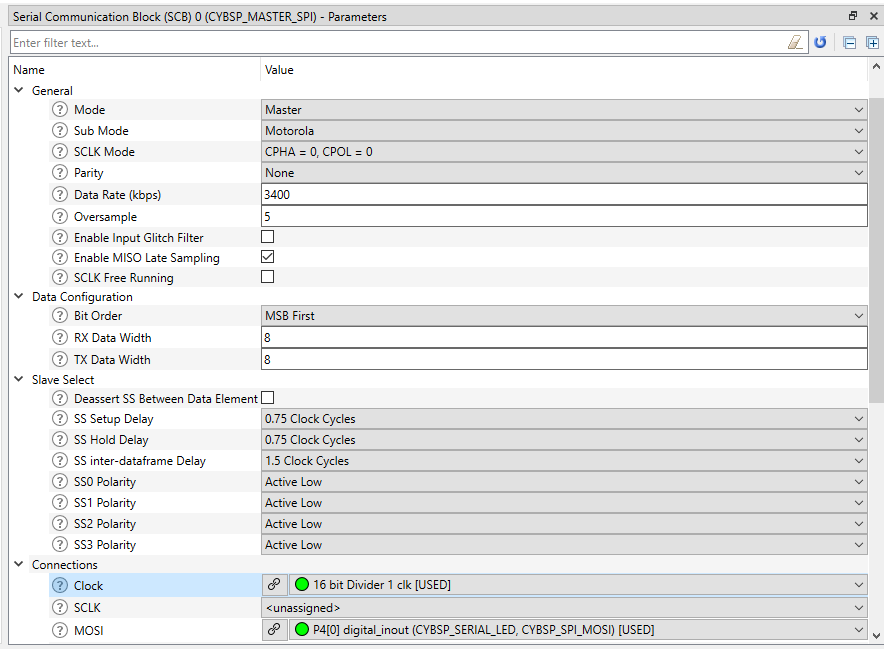 Serial Communication Block (SCB) 0 (CYBSP_MASTER_SPI) - Parameters
Enter filter text...
Name Value
General
? Mode Master
? Sub Mode Motorola
? SCLK Mode CPHA = 0, CPOL = 0
? Parity None
? Data Rate (kbps) 3400
? Oversample 5
? Enable Input Glitch Filter
? Enable MISO Late Sampling
? SCLK Free Running
Data Configuration
? Bit Order MSB First
? RX Data Width 8
? TX Data Width 8
Slave Select
? Deassert SS Between Data Element
? SS Setup Delay 0.75 Clock Cycles
? SS Hold Delay 0.75 Clock Cycles
? SS inter-dataframe Delay 1.5 Clock Cycles
? SS0 Polarity Active Low
? SS1 Polarity Active Low
? SS2 Polarity Active Low
? SS3 Polarity Active Low
Connections
? Clock 16 bit Divider 1 clk [USED]
? SCLK <unassigned>
? MOSI P4[0] digital_inout (CYBSP_SERIAL_LED, CYBSP_SPI_MOSI) [USED]